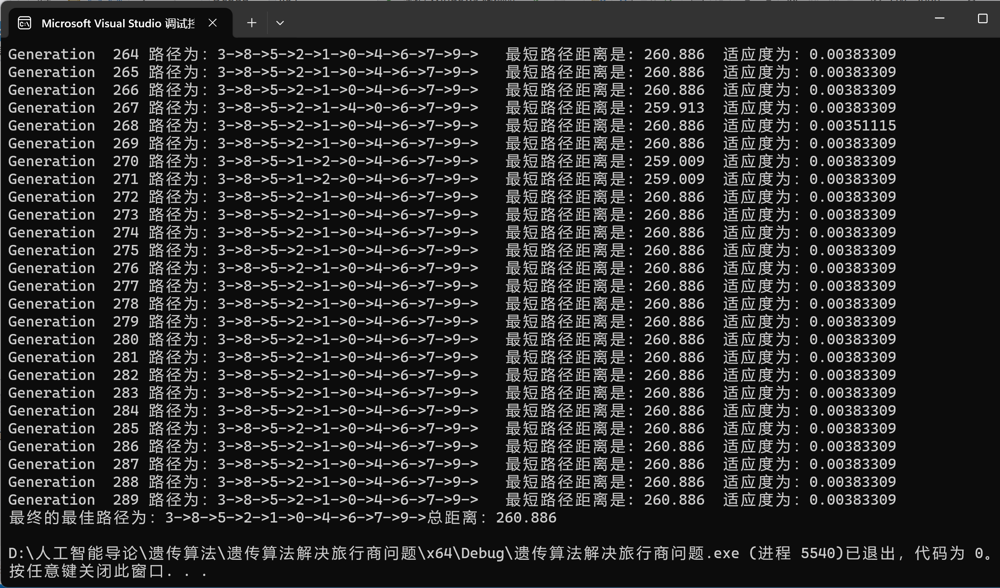 Microsoft Visual Studio 调试控
Generation  264 路径为：3->8->5->2->1->0->4->6->7->9->   最短路径距离是：260.886  适应度为：0.00383309
Generation  265 路径为：3->8->5->2->1->0->4->6->7->9->   最短路径距离是：260.886  适应度为：0.00383309
Generation  266 路径为：3->8->5->2->1->0->4->6->7->9->   最短路径距离是：260.886  适应度为：0.00383309
Generation  267 路径为：3->8->5->2->1->4->0->6->7->9->   最短路径距离是：259.913  适应度为：0.00383309
Generation  268 路径为：3->8->5->2->1->0->4->6->7->9->   最短路径距离是：260.886  适应度为：0.00351115
Generation  269 路径为：3->8->5->2->1->0->4->6->7->9->   最短路径距离是：260.886  适应度为：0.00383309
Generation  270 路径为：3->8->5->1->2->0->4->6->7->9->   最短路径距离是：259.009  适应度为：0.00383309
Generation  271 路径为：3->8->5->1->2->0->4->6->7->9->   最短路径距离是：259.009  适应度为：0.00383309
Generation  272 路径为：3->8->5->2->1->0->4->6->7->9->   最短路径距离是：260.886  适应度为：0.00383309
Generation  273 路径为：3->8->5->2->1->0->4->6->7->9->   最短路径距离是：260.886  适应度为：0.00383309
Generation  274 路径为：3->8->5->2->1->0->4->6->7->9->   最短路径距离是：260.886  适应度为：0.00383309
Generation  275 路径为：3->8->5->2->1->0->4->6->7->9->   最短路径距离是：260.886  适应度为：0.00383309
Generation  276 路径为：3->8->5->2->1->0->4->6->7->9->   最短路径距离是：260.886  适应度为：0.00383309
Generation  277 路径为：3->8->5->2->1->0->4->6->7->9->   最短路径距离是：260.886  适应度为：0.00383309
Generation  278 路径为：3->8->5->2->1->0->4->6->7->9->   最短路径距离是：260.886  适应度为：0.00383309
Generation  279 路径为：3->8->5->2->1->0->4->6->7->9->   最短路径距离是：260.886  适应度为：0.00383309
Generation  280 路径为：3->8->5->2->1->0->4->6->7->9->   最短路径距离是：260.886  适应度为：0.00383309
Generation  281 路径为：3->8->5->2->1->0->4->6->7->9->   最短路径距离是：260.886  适应度为：0.00383309
Generation  282 路径为：3->8->5->2->1->0->4->6->7->9->   最短路径距离是：260.886  适应度为：0.00383309
Generation  283 路径为：3->8->5->2->1->0->4->6->7->9->   最短路径距离是：260.886  适应度为：0.00383309
Generation  284 路径为：3->8->5->2->1->0->4->6->7->9->   最短路径距离是：260.886  适应度为：0.00383309
Generation  285 路径为：3->8->5->2->1->0->4->6->7->9->   最短路径距离是：260.886  适应度为：0.00383309
Generation  286 路径为：3->8->5->2->1->0->4->6->7->9->   最短路径距离是：260.886  适应度为：0.00383309
Generation  287 路径为：3->8->5->2->1->0->4->6->7->9->   最短路径距离是：260.886  适应度为：0.00383309
Generation  288 路径为：3->8->5->2->1->0->4->6->7->9->   最短路径距离是：260.886  适应度为：0.00383309
Generation  289 路径为：3->8->5->2->1->0->4->6->7->9->   最短路径距离是：260.886  适应度为：0.00383309
最终的最佳路径为：3->8->5->2->1->0->4->6->7->9->总距离：260.886
D:\人工智能导论\遗传算法\遗传算法解决旅行商问题\x64\Debug\遗传算法解决旅行商问题.exe (进程 5540)已退出，代码为 0。
按任意键关闭此窗口. . .